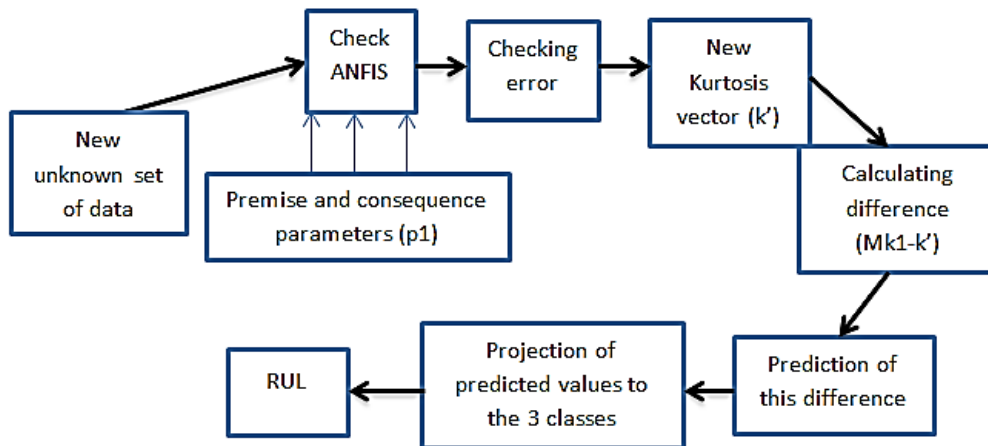 New
unknown set
of data
Check
ANFIS
Premise and consequence
parameters (p1)
Checking
error
New
Kurtosis
vector (k’)
Calculating
difference
(Mk1-k’)
Prediction of
this difference
Projection of
predicted values to
the 3 classes
RUL